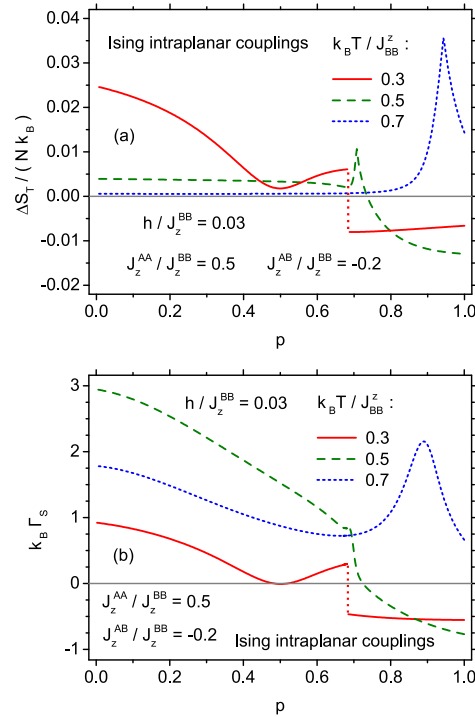 Ising intraplanar couplings
k_B T / J_BB^z :
0.3
0.5
0.7
(a)
h / J_z^BB = 0.03
J_z^AA / J_z^BB = 0.5 J_z^AB / J_z^BB = -0.2
ΔS_T / ( N k_B )
0.04
0.03
0.02
0.01
0.00
-0.01
-0.02
0.0 0.2 0.4 0.6 0.8 1.0
p
h / J_z^BB = 0.03
k_B T / J_BB^z :
0.3
0.5
0.7
(b)
J_z^AA / J_z^BB = 0.5
J_z^AB / J_z^BB = -0.2
Ising intraplanar couplings
k_B Γ_S
3
2
1
0
-1
0.0 0.2 0.4 0.6 0.8 1.0
p